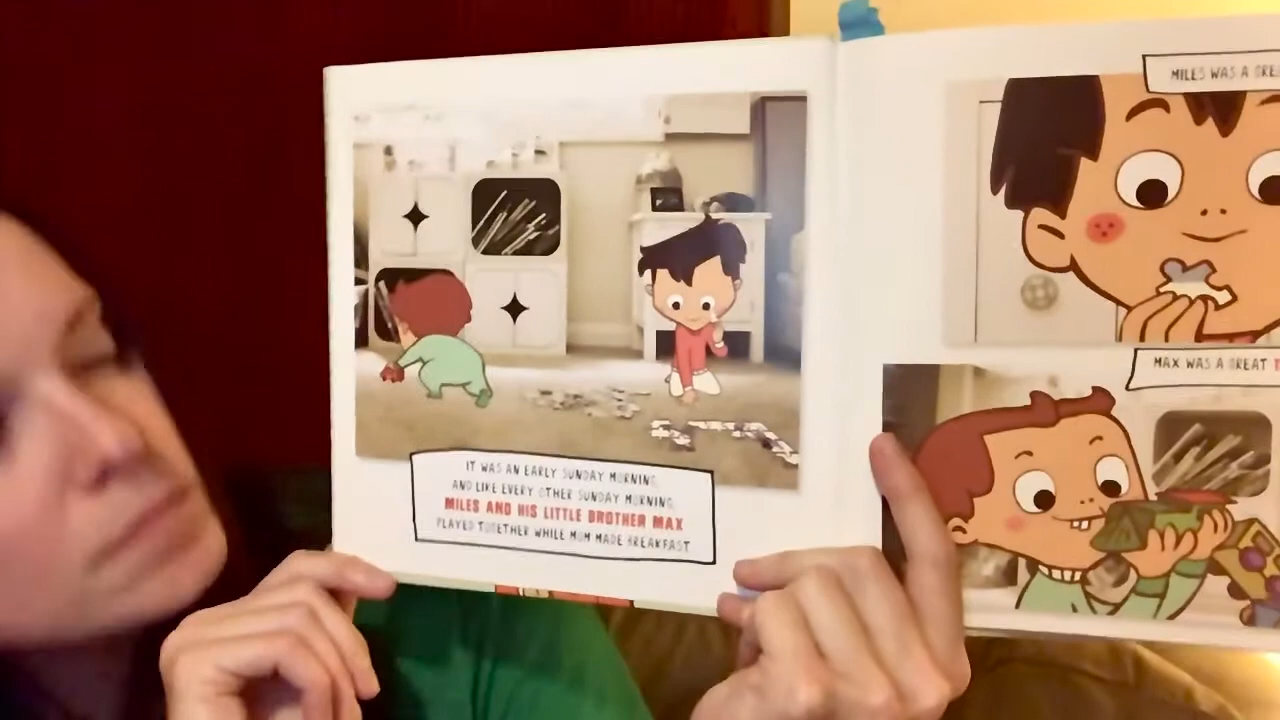 IT WAS AN EARLY SUNDAY MORNING,
AND LIKE EVERY OTHER SUNDAY MORNING,
MILES AND HIS LITTLE BROTHER MAX
PLAYED TOGETHER WHILE MUM MADE BREAKFAST
MILES WAS A
MAX WAS A GREAT